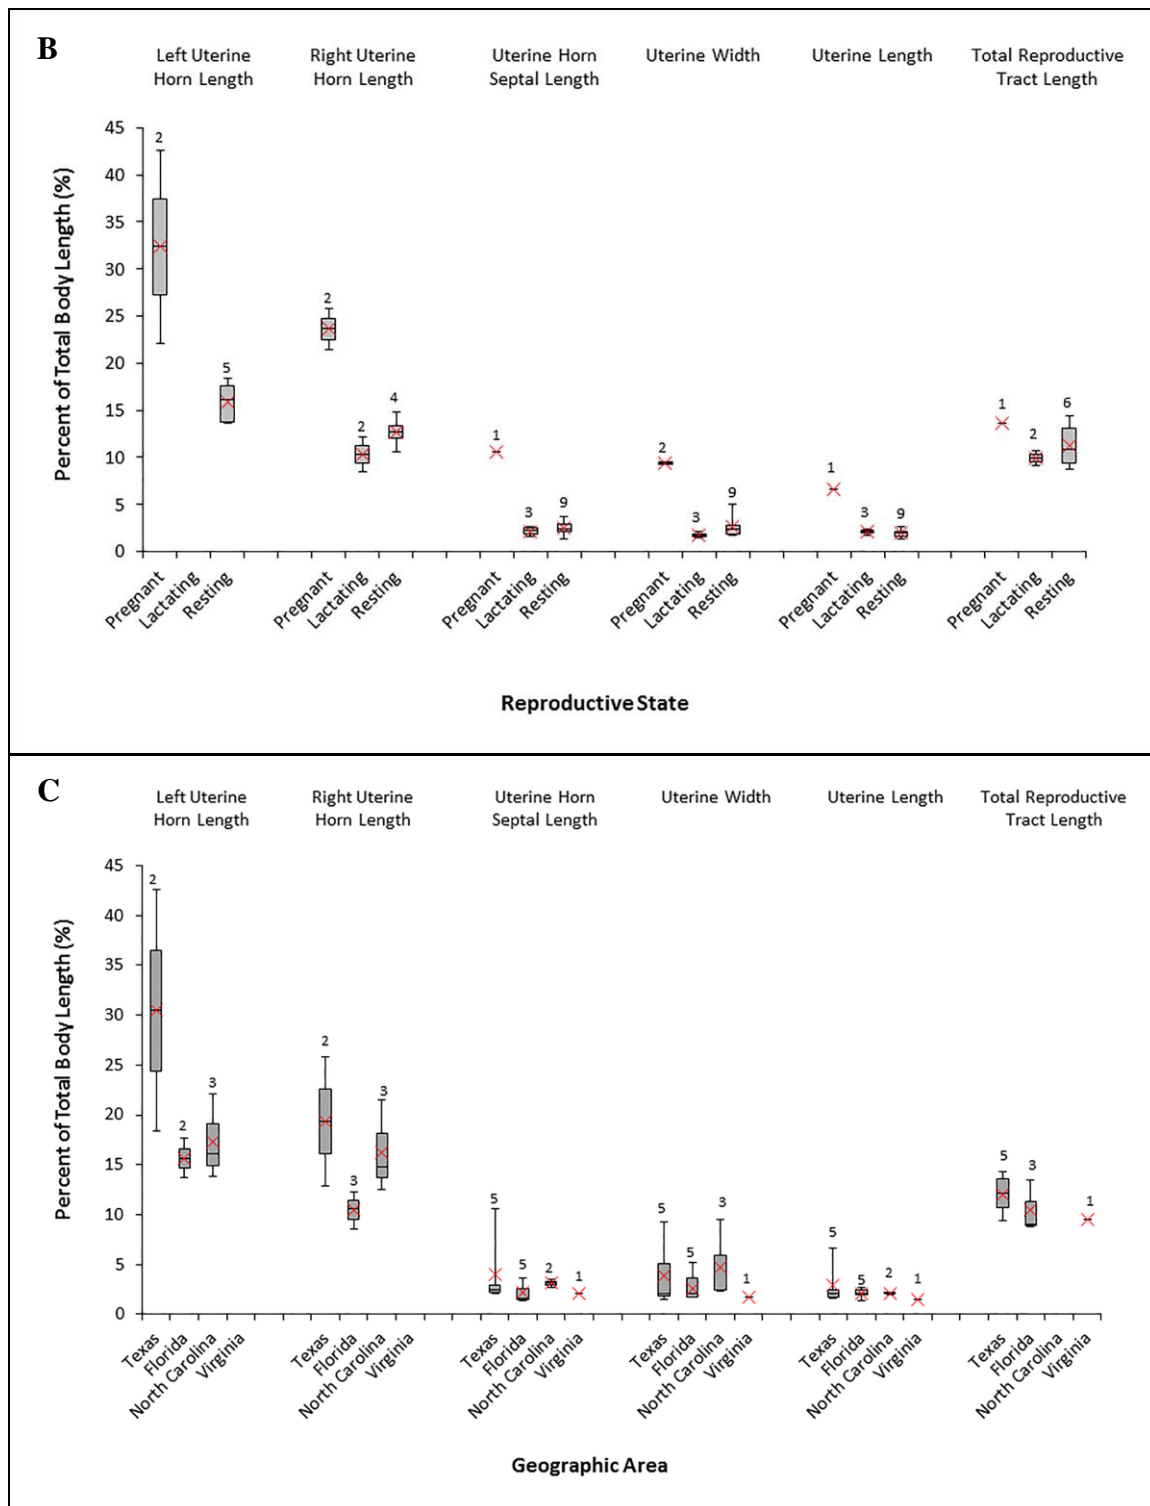 B
Left Uterine Horn Length
Right Uterine Horn Length
Uterine Horn Septal Length
Uterine Width
Uterine Length
Total Reproductive Tract Length
Percent of Total Body Length (%)
45
40
35
30
25
20
15
10
5
0
2
5
2
2
4
1
3
9
2
3
9
1
3
9
1
2
6
Pregnant
Lactating
Resting
Pregnant
Lactating
Resting
Pregnant
Lactating
Resting
Pregnant
Lactating
Resting
Pregnant
Lactating
Resting
Pregnant
Lactating
Resting
Reproductive State
C
Left Uterine Horn Length
Right Uterine Horn Length
Uterine Horn Septal Length
Uterine Width
Uterine Length
Total Reproductive Tract Length
Percent of Total Body Length (%)
45
40
35
30
25
20
15
10
5
0
2
2
3
2
3
3
5
5
2
1
5
5
3
1
5
5
2
1
5
3
1
Texas
Florida
North Carolina
Virginia
Texas
Florida
North Carolina
Virginia
Texas
Florida
North Carolina
Virginia
Texas
Florida
North Carolina
Virginia
Texas
Florida
North Carolina
Virginia
Texas
Florida
North Carolina
Virginia
Geographic Area